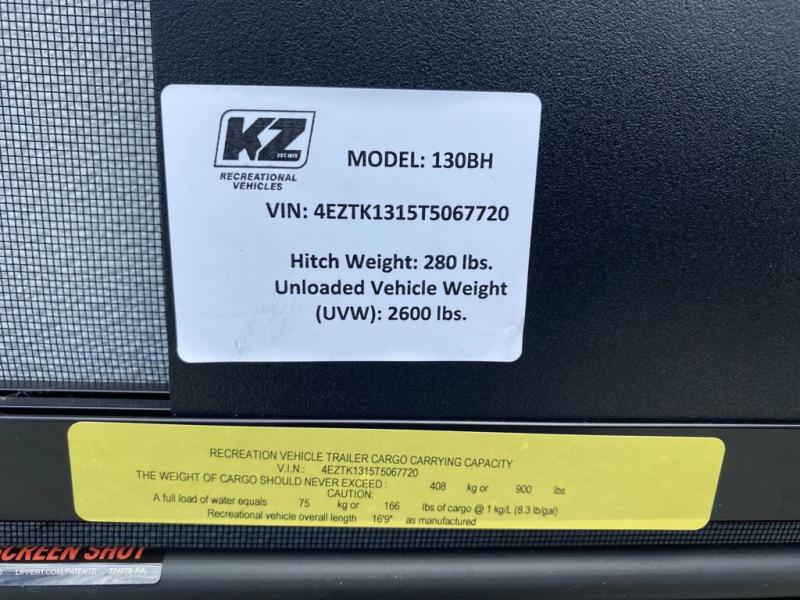 KZ
EST. 1972
RECREATIONAL
VEHICLES
MODEL: 130BH
VIN: 4EZTK1315T5067720
Hitch Weight: 280 lbs.
Unloaded Vehicle Weight
(UVW): 2600 lbs.
RECREATION VEHICLE TRAILER CARGO CARRYING CAPACITY
V.I.N.: 4EZTK1315T5067720
THE WEIGHT OF CARGO SHOULD NEVER EXCEED : 408 kg or 900 lbs
CAUTION:
A full load of water equals 75 kg or 166 lbs of cargo @ 1 kg/L (8.3 lb/gal)
Recreational vehicle overall length 16'9" as manufactured
SCREEN SHOT
LIPPERT.COM/PATENTS